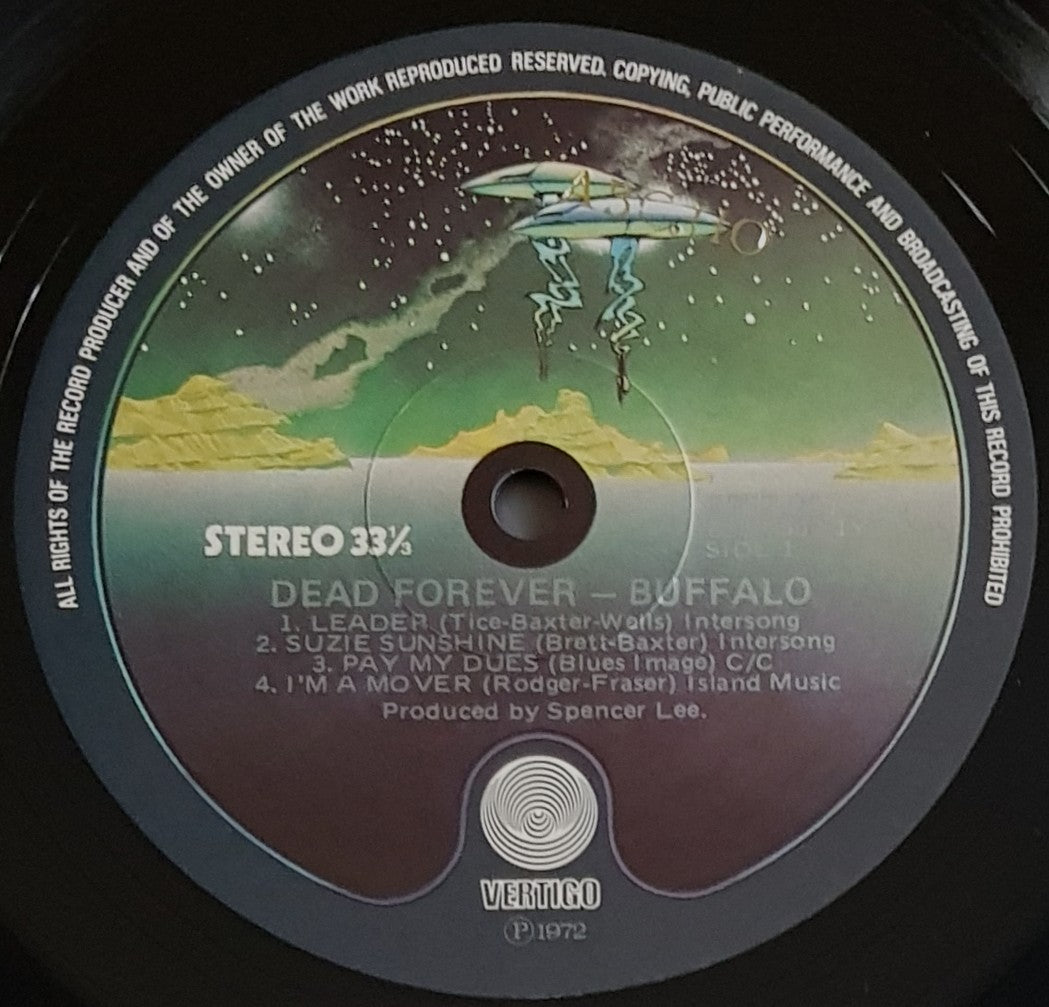 ALL RIGHTS OF THE RECORD PRODUCER AND OF THE OWNER OF THE WORK REPRODUCED RESERVED. COPYING, PUBLIC PERFORMANCE AND BROADCASTING OF THIS RECORD PROHIBITED
STEREO 33⅓
SIDE 1
DEAD FOREVER – BUFFALO
1. LEADER (Tice-Baxter-Wells) Intersong
2. SUZIE SUNSHINE (Brett-Baxter) Intersong
3. PAY MY DUES (Blues Image) C/C
4. I'M A MOVER (Rodger-Fraser) Island Music
Produced by Spencer Lee.
VERTIGO
℗ 1972